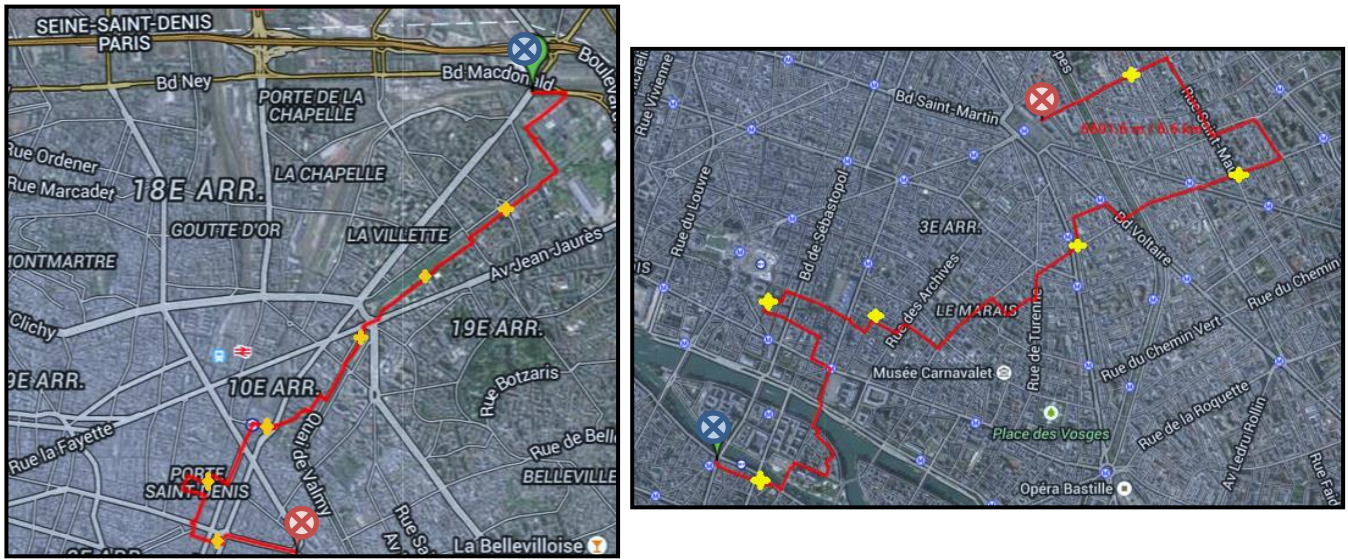 SEINE-SAINT-DENIS
PARIS
Bd Ney
Bd Macdonald
Boulev
PORTE DE LA
CHAPELLE
Rue Ordener
LA CHAPELLE
Rue Marcadet
18E ARR.
GOUTTE D'OR
LA VILLETTE
Av Jean Jaurès
MONTMARTRE
Clichy
19E ARR.
9E ARR.
10E ARR.
Rue Botzaris
Quai de Valmy
Rue la Fayette
Rue de Bell
PORTE
SAINT-DENIS
BELLEVILLE
Rue Sa
Av
La Bellevilloise
Rue Vivienne
Bd Saint-Martin
Rue Saint-Ma
6601.6 m / 6.6 km
Rue du Louvre
Bd de Sébastopol
3E ARR.
Bd Voltaire
Rue des Archives
LE MARAIS
Rue de Turenne
Rue du Chemin
Rue du Chemin Vert
Musée Carnavalet
Rue de la Roquette
Place des Vosges
Av Ledru Rollin
Rue Faid
Opéra Bastille